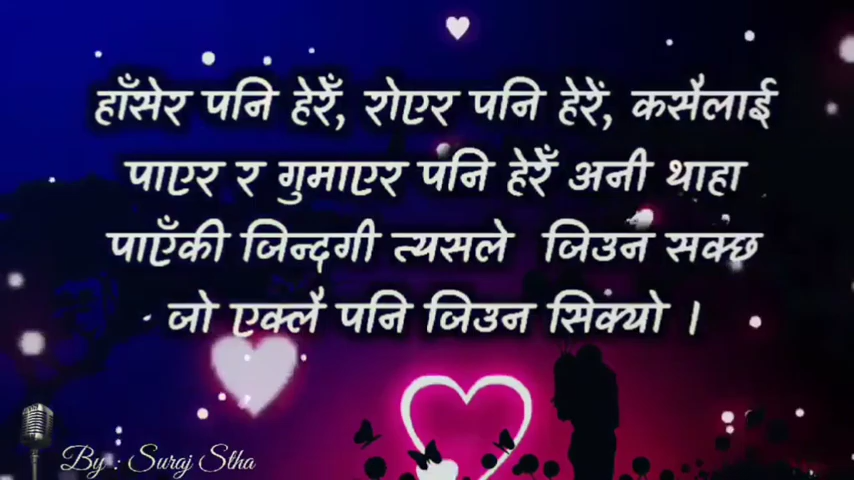 हाँसेर पनि हेरेँ, रोएर पनि हेरें, कसैलाई
पाएर र गुमाएर पनि हेरेँ अनी थाहा
पाएँकी जिन्दगी त्यसले जिउन सक्छ
जो एक्लै पनि जिउन सिक्यो ।
By : Suraj Stha